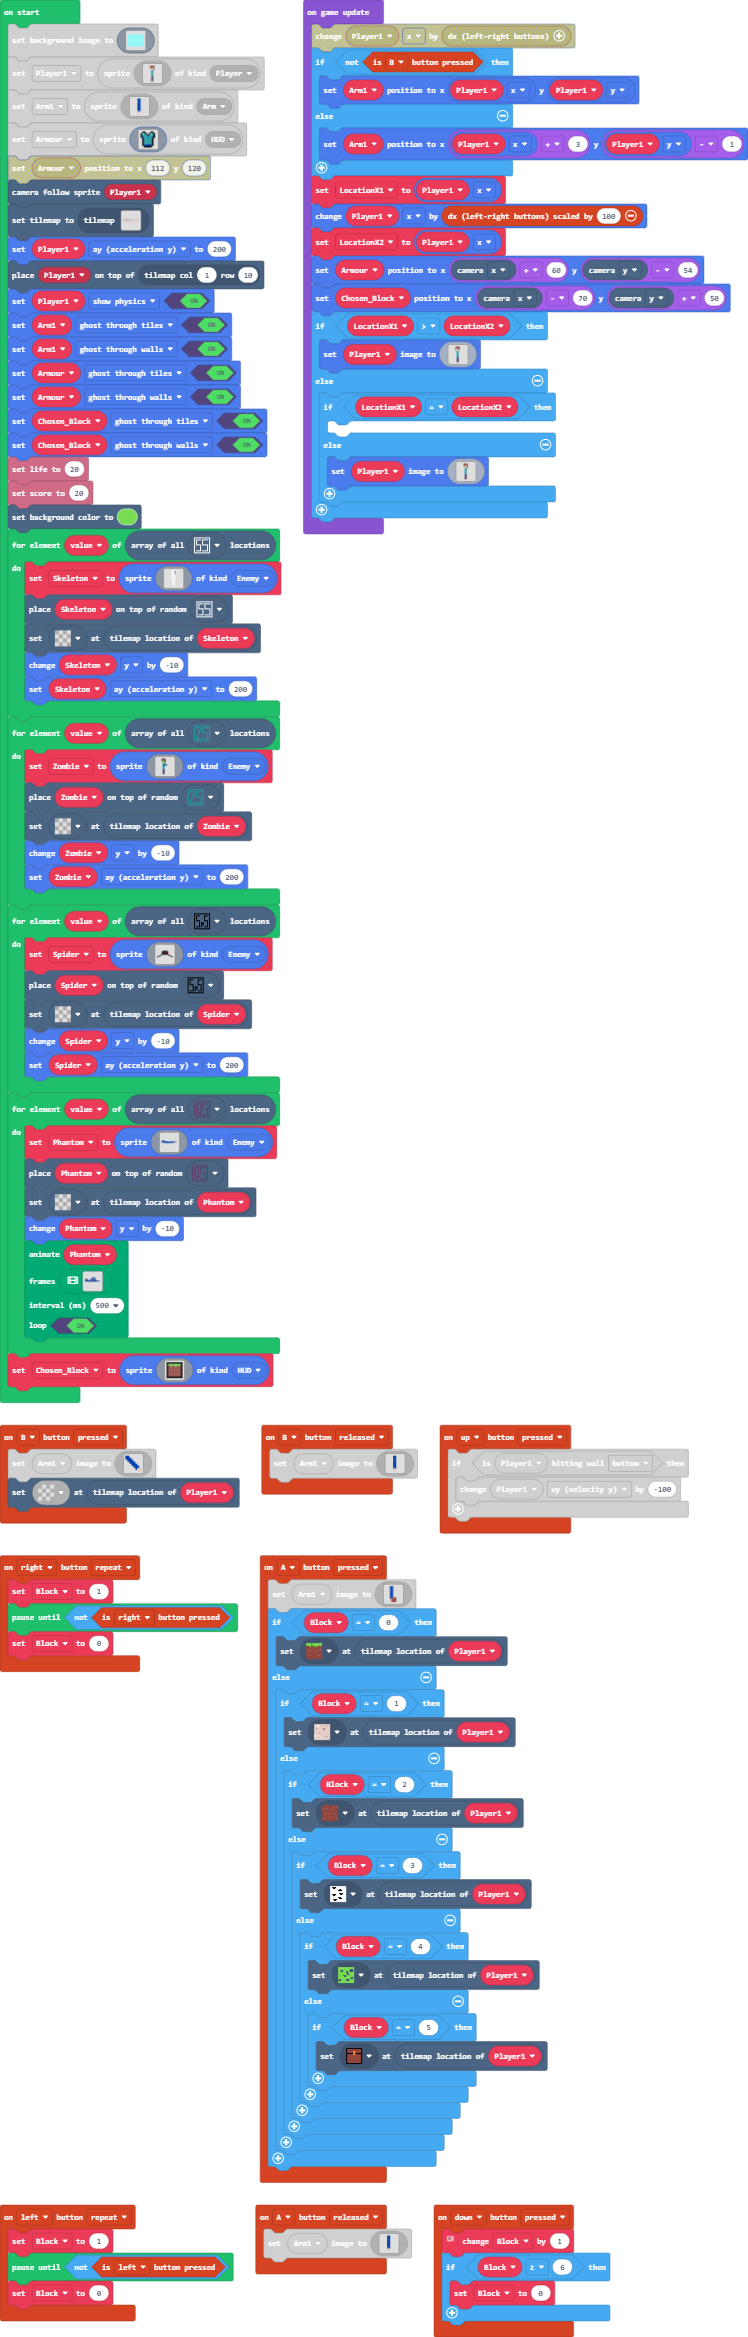 on start
set background image to
set Player1 to sprite of kind Player
set Arm1 to sprite of kind Arm
set Armour to sprite of kind HUD
set Armour position to x 112 y 120
camera follow sprite Player1
set tilemap to tilemap
set Player1 ay (acceleration y) to 200
place Player1 on top of tilemap col 1 row 10
set Player1 show physics ON
set Arm1 ghost through tiles ON
set Arm1 ghost through walls ON
set Armour ghost through tiles ON
set Armour ghost through walls ON
set Chosen_Block ghost through tiles ON
set Chosen_Block ghost through walls ON
set life to 20
set score to 20
set background color to
for element value of array of all locations
do
set Skeleton to sprite of kind Enemy
place Skeleton on top of random
set at tilemap location of Skeleton
change Skeleton y by -10
set Skeleton ay (acceleration y) to 200
for element value of array of all locations
do
set Zombie to sprite of kind Enemy
place Zombie on top of random
set at tilemap location of Zombie
change Zombie y by -10
set Zombie ay (acceleration y) to 200
for element value of array of all locations
do
set Spider to sprite of kind Enemy
place Spider on top of random
set at tilemap location of Spider
change Spider y by -10
set Spider ay (acceleration y) to 200
for element value of array of all locations
do
set Phantom to sprite of kind Enemy
place Phantom on top of random
set at tilemap location of Phantom
change Phantom y by -10
animate Phantom
frames
interval (ms) 500
loop ON
set Chosen_Block to sprite of kind HUD
on game update
change Player1 x by dx (left-right buttons)
if not is B button pressed then
set Arm1 position to x Player1 x y Player1 y
else
set Arm1 position to x Player1 x + 3 y Player1 y - 1
set LocationX1 to Player1 x
change Player1 x by dx (left-right buttons) scaled by 100
set LocationX2 to Player1 x
set Armour position to x camera x + 60 y camera y - 54
set Chosen_Block position to x camera x - 70 y camera y + 50
if LocationX1 > LocationX2 then
set Player1 image to
else
if LocationX1 = LocationX2 then
else
set Player1 image to
on B button pressed
set Arm1 image to
set at tilemap location of Player1
on B button released
set Arm1 image to
on up button pressed
if is Player1 hitting wall bottom then
change Player1 vy (velocity y) by -100
on right button repeat
set Block to 1
pause until not is right button pressed
set Block to 0
on A button pressed
set Arm1 image to
if Block = 0 then
set at tilemap location of Player1
else
if Block = 1 then
set at tilemap location of Player1
else
if Block = 2 then
set at tilemap location of Player1
else
if Block = 3 then
set at tilemap location of Player1
else
if Block = 4 then
set at tilemap location of Player1
else
if Block = 5 then
set at tilemap location of Player1
on left button repeat
set Block to 1
pause until not is left button pressed
set Block to 0
on A button released
set Arm1 image to
on down button pressed
change Block by 1
if Block ≥ 6 then
set Block to 0